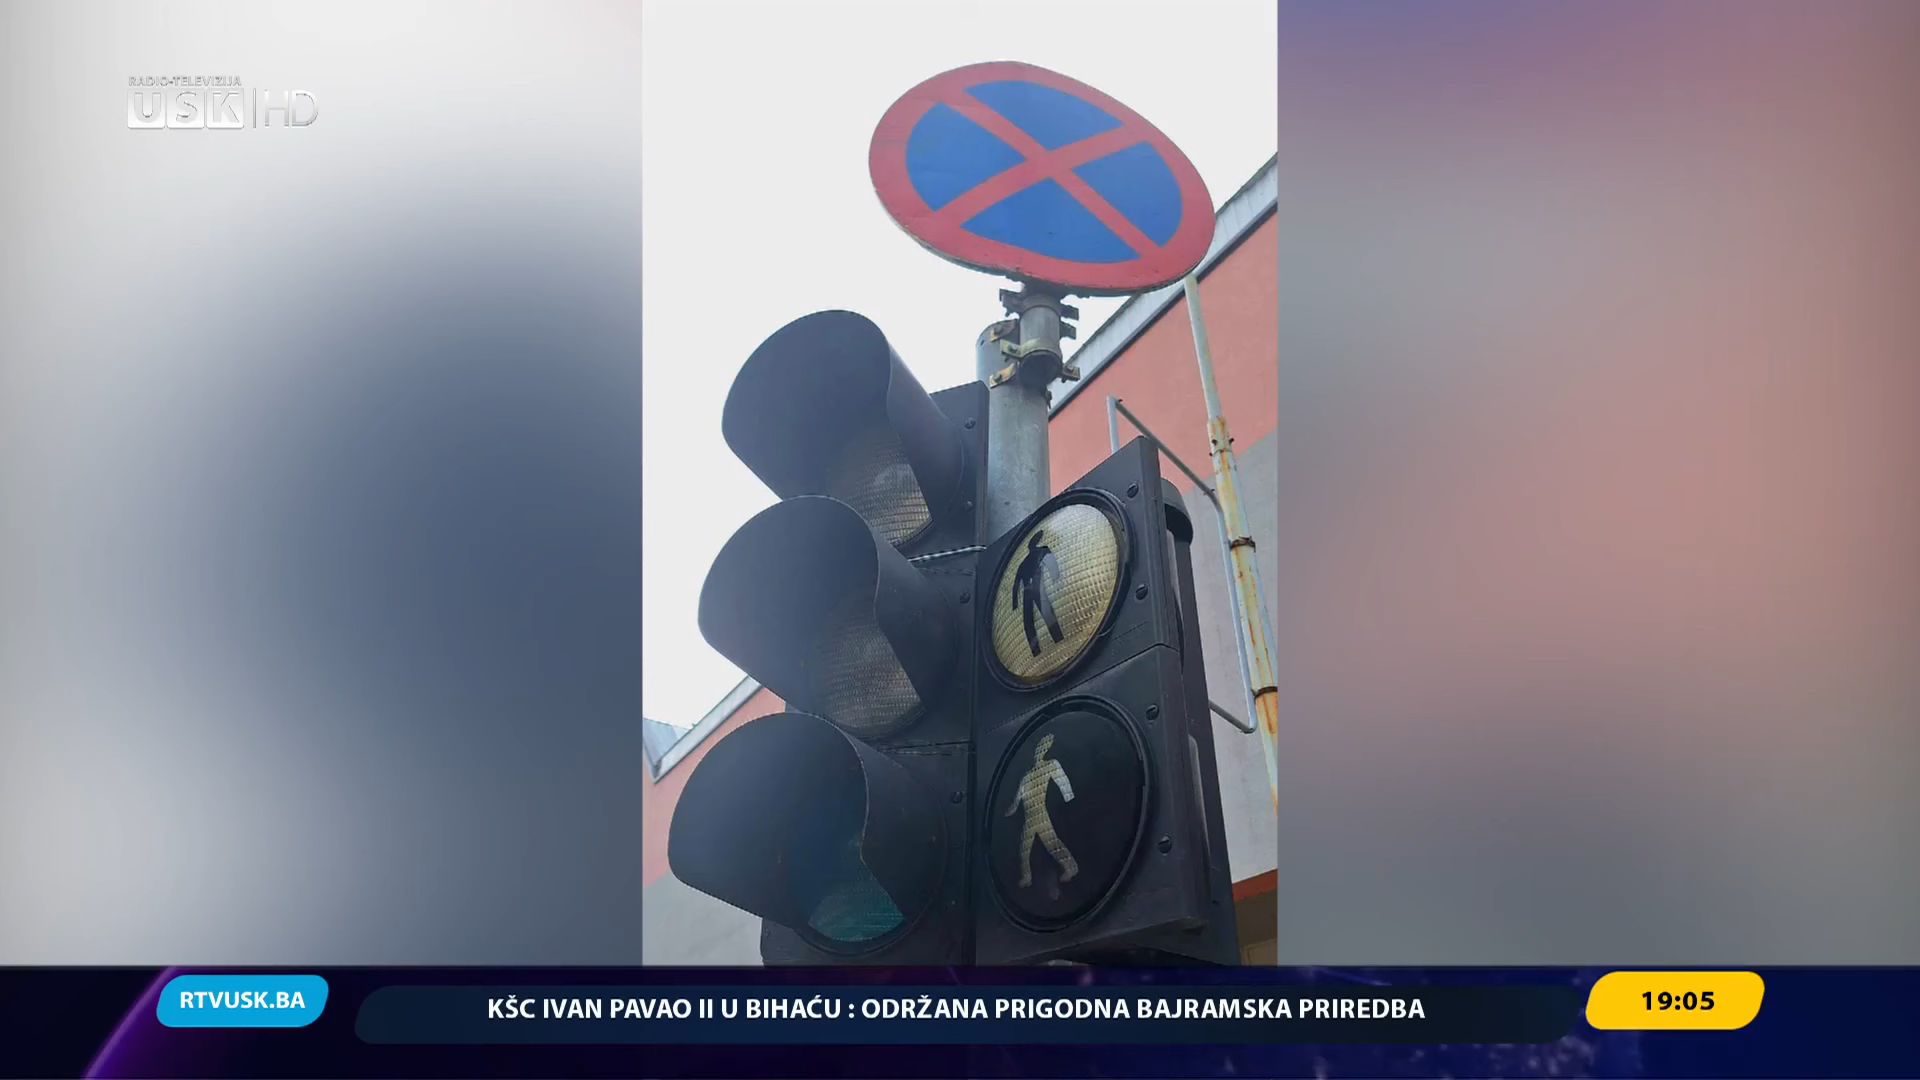 RADIO-TELEVIZIJA
USK|HD
RTVUSK.BA
KŠC IVAN PAVAO II U BIHAĆU : ODRŽANA PRIGODNA BAJRAMSKA PRIREDBA
19:05